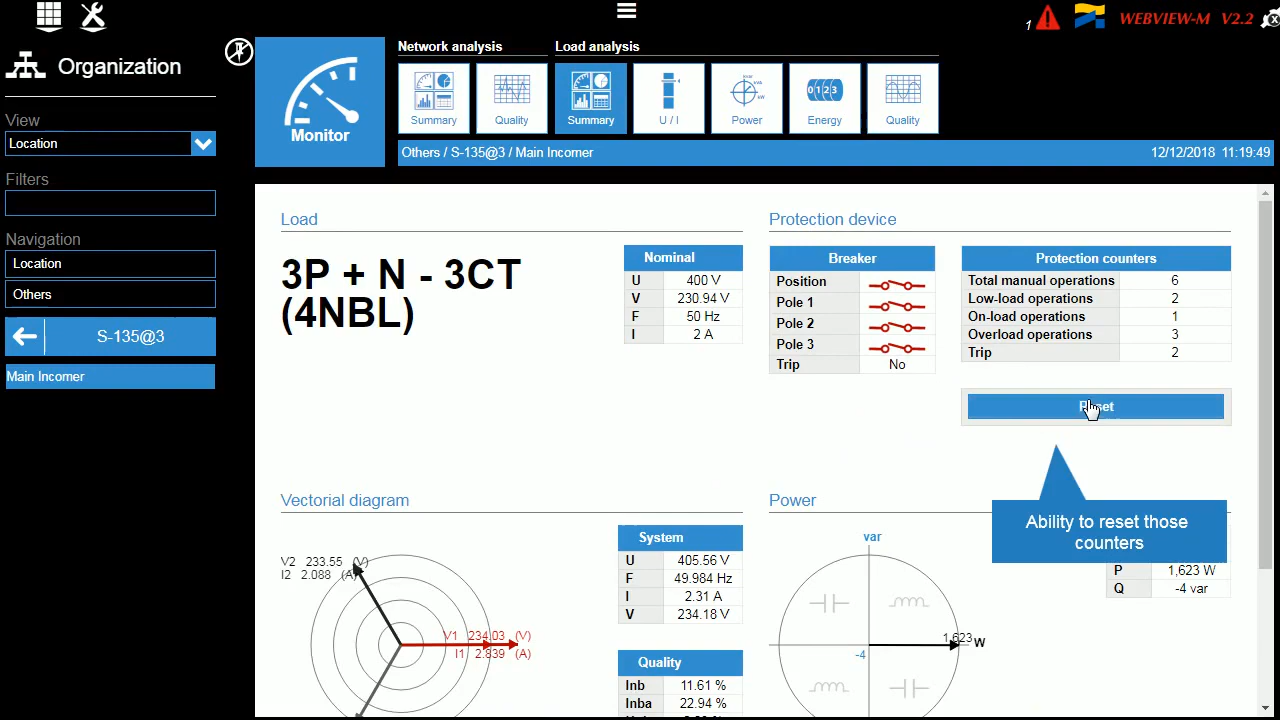 1 WEBVIEW-M V2.2
Organization
View
Location
Filters
Navigation
Location
Others
S-135@3
Main Incomer
Monitor
Network analysis
Load analysis
Summary
Quality
Summary
U / I
Power
Energy
Quality
Others / S-135@3 / Main Incomer 12/12/2018 11:19:49
Load
3P + N - 3CT
(4NBL)
Nominal
U 400 V
V 230.94 V
F 50 Hz
I 2 A
Protection device
Breaker
Position
Pole 1
Pole 2
Pole 3
Trip No
Protection counters
Total manual operations 6
Low-load operations 2
On-load operations 1
Overload operations 3
Trip 2
Reset
Ability to reset those
counters
Vectorial diagram
V2 233.55 (V)
I2 2.088 (A)
V1 234.03 (V)
I1 2.839 (A)
System
U 405.56 V
F 49.984 Hz
I 2.31 A
V 234.18 V
Quality
Inb 11.61 %
Inba 22.94 %
Power
var
1,623 W
-4
P 1,623 W
Q -4 var